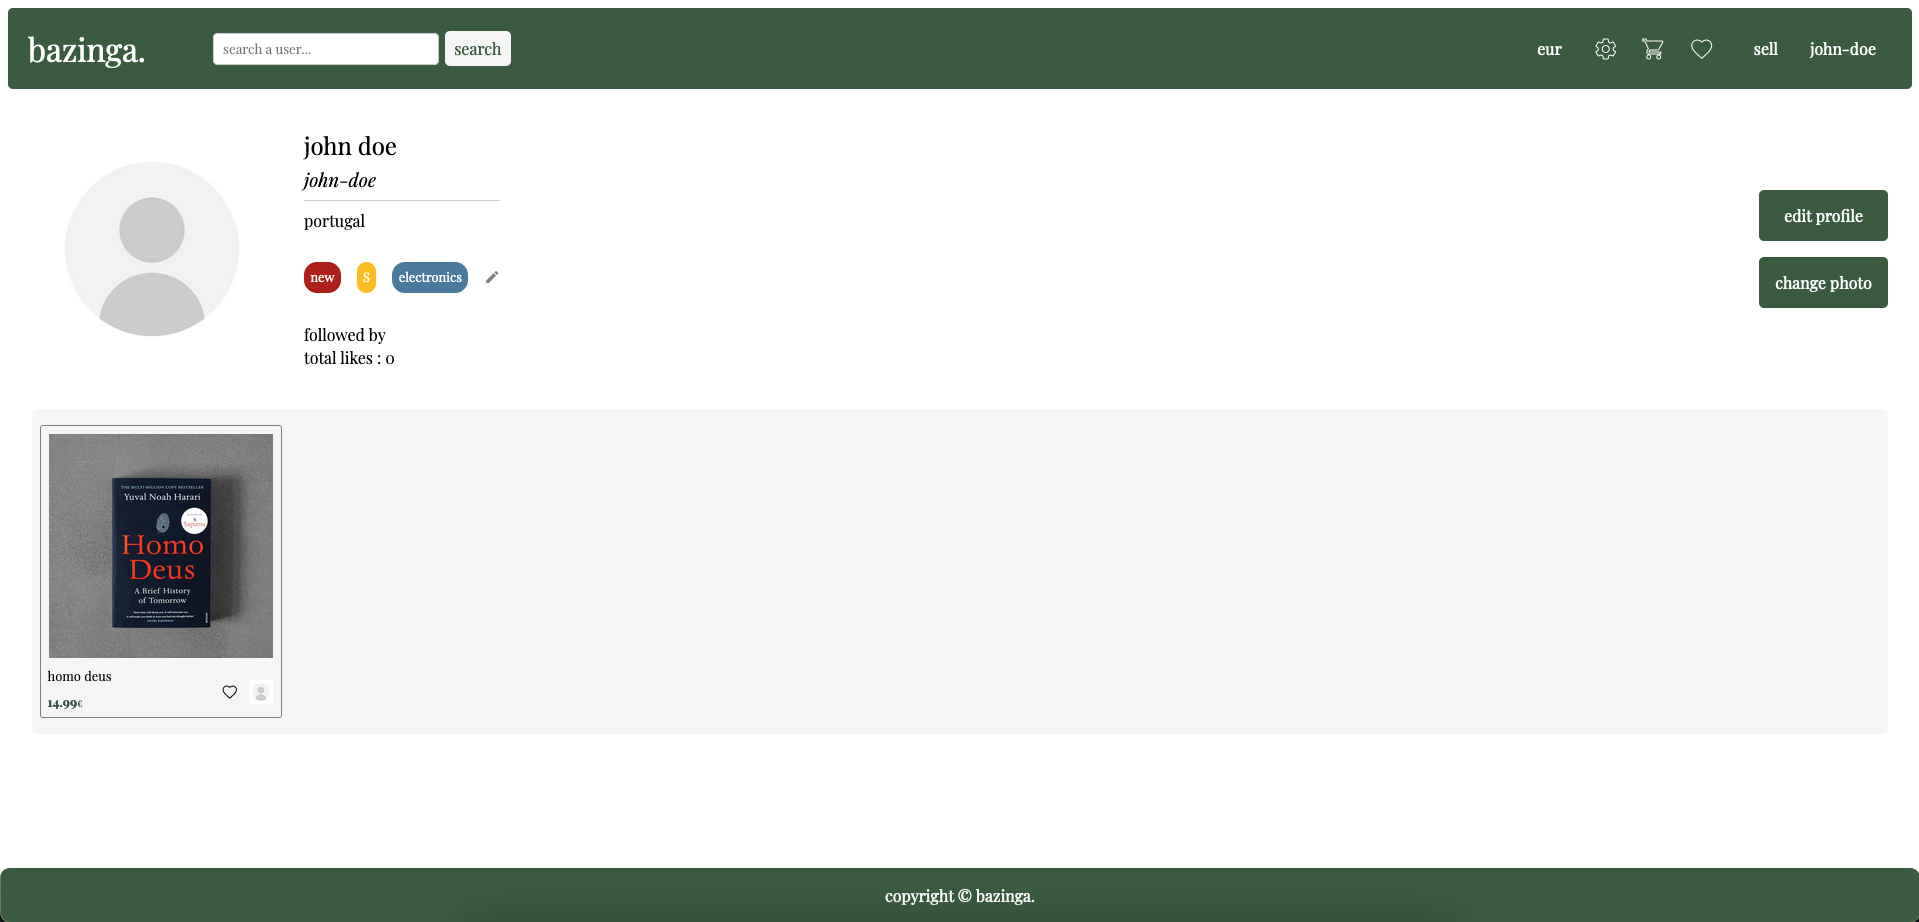 bazinga.
search a user...
search
eur
sell
john-doe
john doe
john-doe
portugal
new
S
electronics
followed by
total likes : 0
edit profile
change photo
THE MULTI-MILLION COPY BESTSELLER
Yuval Noah Harari
Sapiens
Homo
Deus
A Brief History
of Tomorrow
homo deus
14.99€
copyright © bazinga.